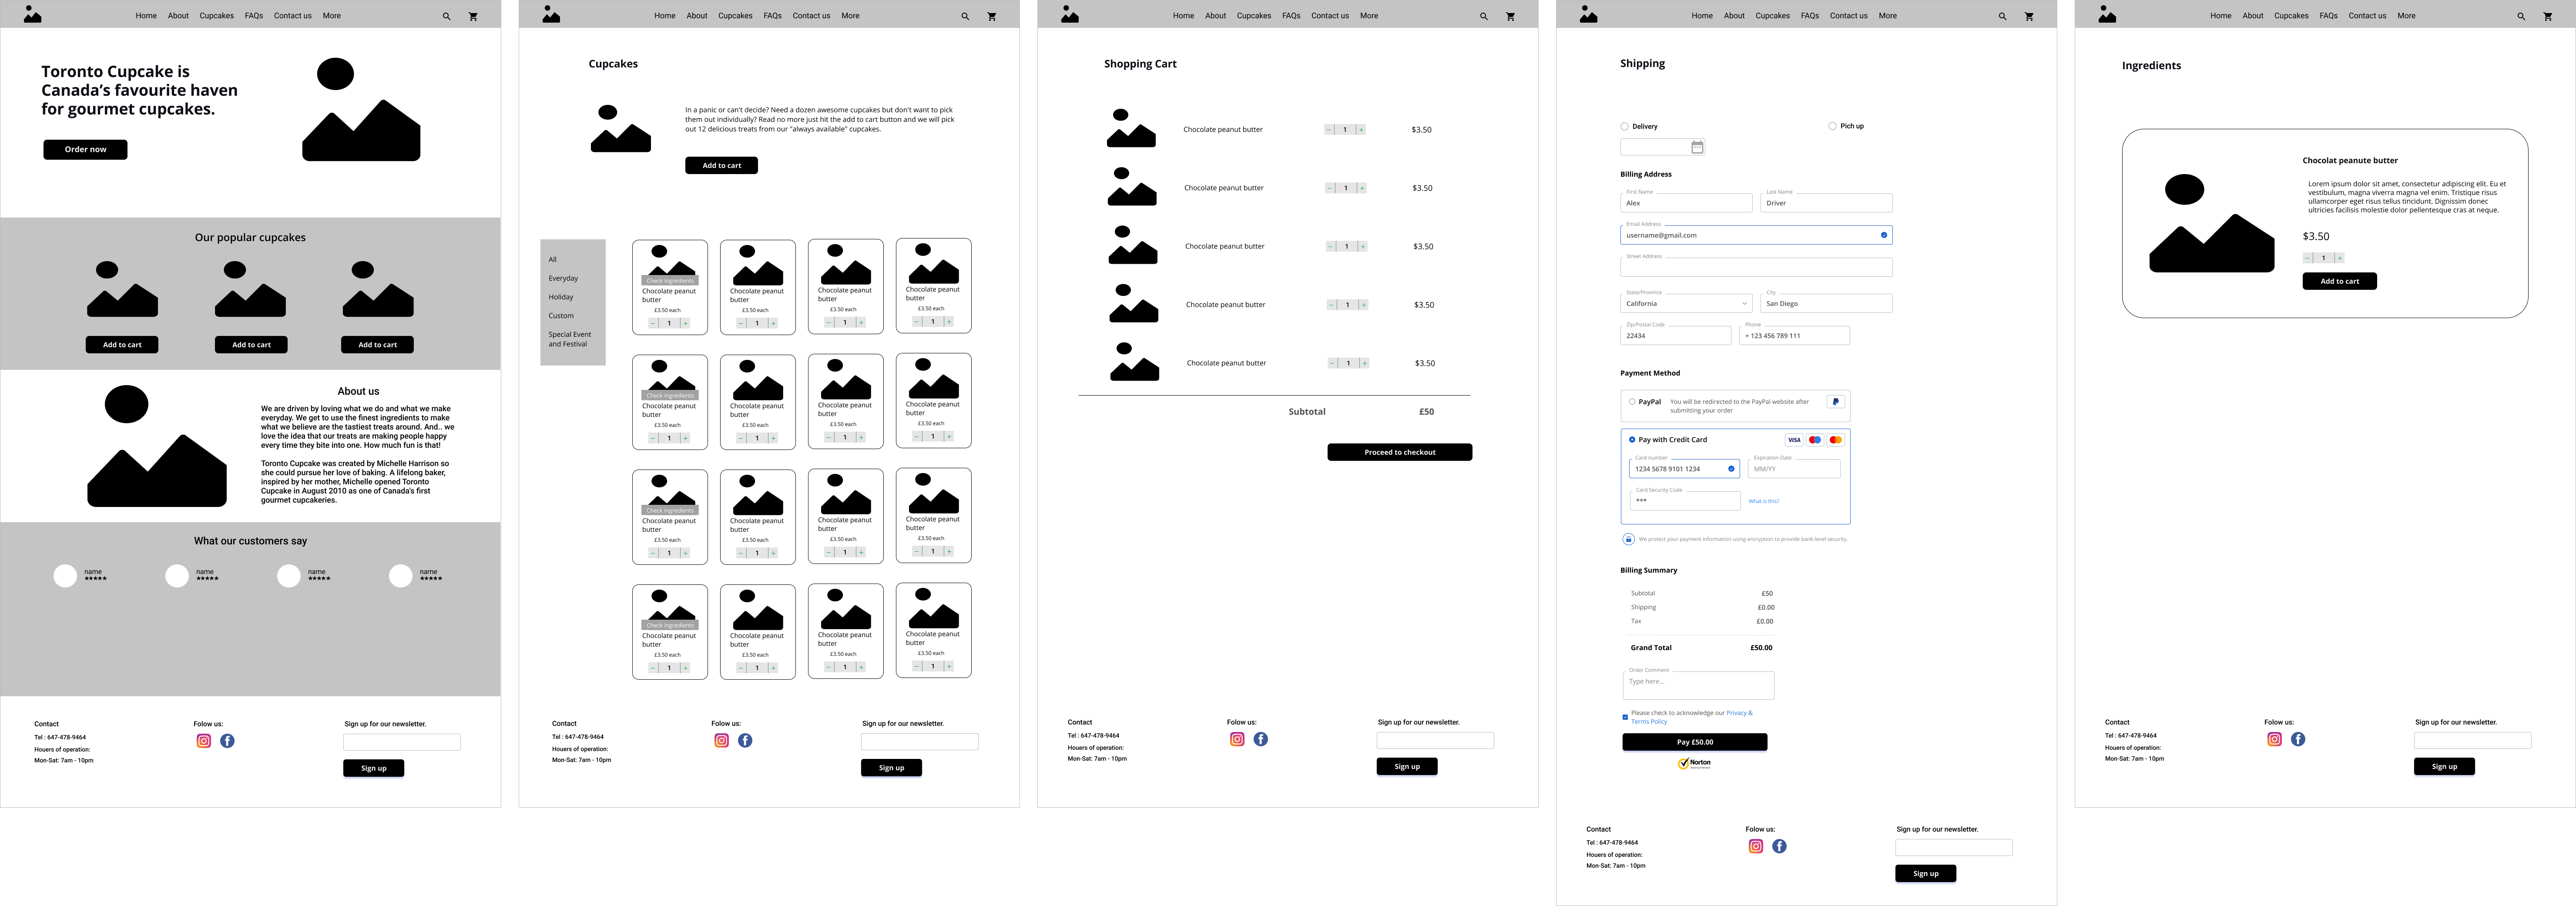 Home About Cupcakes FAQs Contact us More
Toronto Cupcake is
Canada's favourite haven
for gourmet cupcakes.
Order now
Our popular cupcakes
Add to cart Add to cart Add to cart
About us
We are driven by loving what we do and what we make
everyday. We get to use the finest ingredients to make
what we believe are the tastiest treats around. And.. we
love the idea that our treats are making people happy
every time they bite into one. How much fun is that!
Toronto Cupcake was created by Michelle Harrison so
she could pursue her love of baking. A lifelong baker,
inspired by her mother, Michelle opened Toronto
Cupcake in August 2010 as one of Canada's first
gourmet cupcakeries.
What our customers say
name name name name
★★★★★ ★★★★★ ★★★★★ ★★★★★
Contact
Tel : 647-478-9464
Houers of operation:
Mon-Sat: 7am - 10pm
Folow us:
Sign up for our newsletter.
Sign up
Home About Cupcakes FAQs Contact us More
Cupcakes
In a panic or can't decide? Need a dozen awesome cupcakes but don't want to pick
them out individually? Read no more just hit the add to cart button and we will pick
out 12 delicious treats from our "always available" cupcakes.
Add to cart
All
Everyday
Holiday
Custom
Special Event
and Festival
Check ingredients
Chocolate peanut Chocolate peanut Chocolate peanut Chocolate peanut
butter butter butter butter
£3.50 each £3.50 each £3.50 each £3.50 each
− 1 + − 1 + − 1 + − 1 +
Check ingredients
Chocolate peanut Chocolate peanut Chocolate peanut Chocolate peanut
butter butter butter butter
£3.50 each £3.50 each £3.50 each £3.50 each
− 1 + − 1 + − 1 + − 1 +
Check ingredients
Chocolate peanut Chocolate peanut Chocolate peanut Chocolate peanut
butter butter butter butter
£3.50 each £3.50 each £3.50 each £3.50 each
− 1 + − 1 + − 1 + − 1 +
Check ingredients
Chocolate peanut Chocolate peanut Chocolate peanut Chocolate peanut
butter butter butter butter
£3.50 each £3.50 each £3.50 each £3.50 each
− 1 + − 1 + − 1 + − 1 +
Contact
Tel : 647-478-9464
Houers of operation:
Mon-Sat: 7am - 10pm
Folow us:
Sign up for our newsletter.
Sign up
Home About Cupcakes FAQs Contact us More
Shopping Cart
Chocolate peanut butter − 1 + $3.50
Chocolate peanut butter − 1 + $3.50
Chocolate peanut butter − 1 + $3.50
Chocolate peanut butter − 1 + $3.50
Chocolate peanut butter − 1 + $3.50
Subtotal £50
Proceed to checkout
Contact
Tel : 647-478-9464
Houers of operation:
Mon-Sat: 7am - 10pm
Folow us:
Sign up for our newsletter.
Sign up
Home About Cupcakes FAQs Contact us More
Shipping
Delivery Pich up
Billing Address
First Name Last Name
Alex Driver
Email Address
username@gmail.com
Street Address
State/Province City
California San Diego
Zip/Postal Code Phone
22434 + 123 456 789 111
Payment Method
PayPal You will be redirected to the PayPal website after
submitting your order
Pay with Credit Card VISA
Card number Expiration Date
1234 5678 9101 1234 MM/YY
Card Security Code
*** What is this?
We protect your payment information using encryption to provide bank-level security.
Billing Summary
Subtotal £50
Shipping £0.00
Tax £0.00
Grand Total £50.00
Order Comment
Type here...
Please check to acknowledge our Privacy &
Terms Policy
Pay £50.00
Norton
Contact
Tel : 647-478-9464
Houers of operation:
Mon-Sat: 7am - 10pm
Folow us:
Sign up for our newsletter.
Sign up
Home About Cupcakes FAQs Contact us More
Ingredients
Chocolat peanute butter
Lorem ipsum dolor sit amet, consectetur adipiscing elit. Eu et
vestibulum, magna viverra magna vel enim. Tristique risus
ullamcorper eget risus tellus tincidunt. Dignissim donec
ultricies facilisis molestie dolor pellentesque cras at neque.
$3.50
− 1 +
Add to cart
Contact
Tel : 647-478-9464
Houers of operation:
Mon-Sat: 7am - 10pm
Folow us:
Sign up for our newsletter.
Sign up